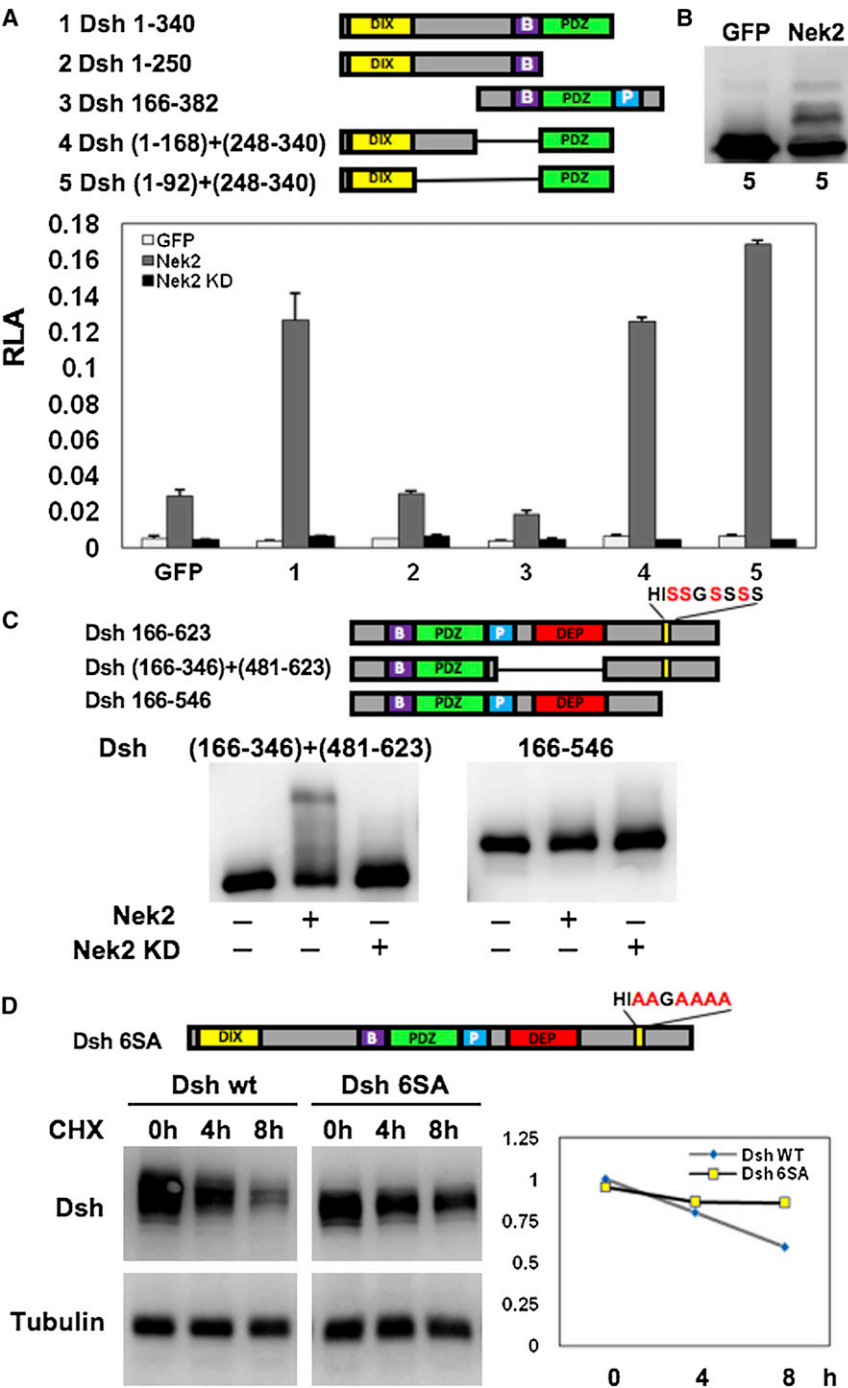 A
B
1 Dsh 1-340
DIX B PDZ
GFP Nek2
2 Dsh 1-250
DIX B
3 Dsh 166-382
B PDZ P
4 Dsh (1-168)+(248-340)
DIX PDZ
5 Dsh (1-92)+(248-340)
DIX PDZ
5 5
RLA
0.18
0.16
0.14
0.12
0.1
0.08
0.06
0.04
0.02
0
GFP
Nek2
Nek2 KD
GFP 1 2 3 4 5
C
HISSGSSSS
Dsh 166-623
B PDZ P DEP
Dsh (166-346)+(481-623)
B PDZ
Dsh 166-546
B PDZ P DEP
Dsh (166-346)+(481-623) 166-546
Nek2 – + – – + –
Nek2 KD – – + – – +
D
HIAAGAAAA
Dsh 6SA
DIX B PDZ P DEP
Dsh wt Dsh 6SA
CHX 0h 4h 8h 0h 4h 8h
Dsh
Tubulin
1.25
1
0.75
0.5
0.25
0
Dsh WT
Dsh 6SA
0 4 8 h